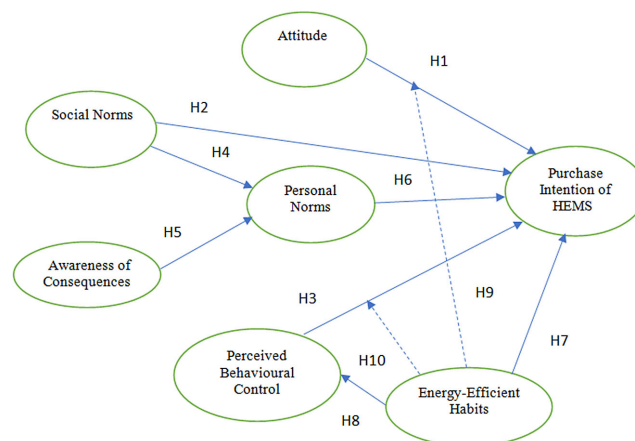 Attitude
H1
Social Norms
H2
H4
Purchase
Intention of
HEMS
Personal
Norms
H6
H5
Awareness of
Consequences
H3
H9
H7
Perceived
Behavioural
Control
H10
Energy-Efficient
Habits
H8